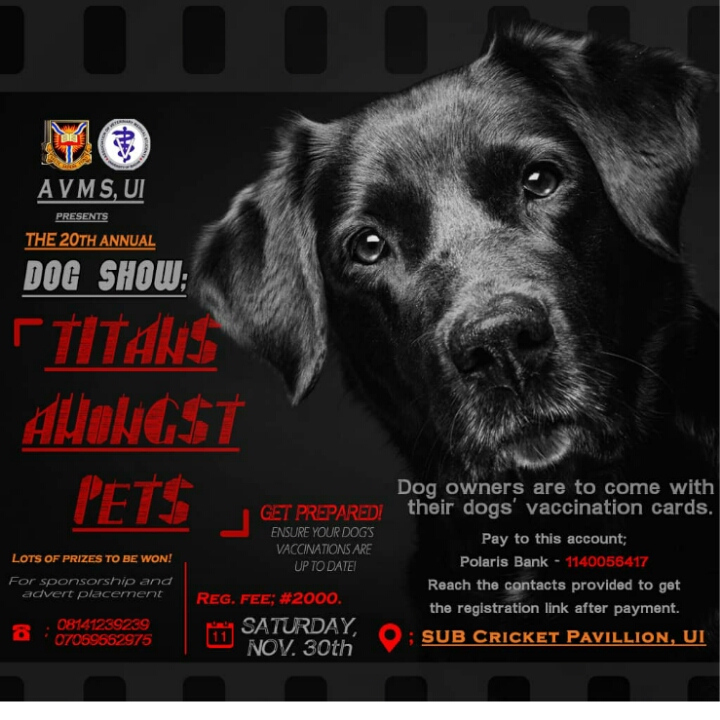 A V M S, UI
PRESENTS
THE 20TH ANNUAL
DOG SHOW;
TITANS
AMONGST
PETS
GET PREPARED!
ENSURE YOUR DOG'S
VACCINATIONS ARE
UP TO DATE!
Dog owners are to come with
their dogs' vaccination cards.
Pay to this account;
Polaris Bank - 1140056417
Reach the contacts provided to get
the registration link after payment.
LOTS OF PRIZES TO BE WON!
For sponsorship and
advert placement
: 08141239239
07059662975
REG. FEE; #2000.
11
SATURDAY,
NOV. 30th
; SUB CRICKET PAVILLION, UI